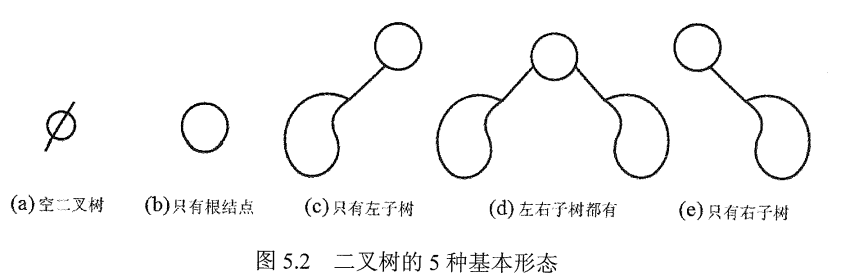 (a) 空二叉树 (b) 只有根结点 (c) 只有左子树 (d) 左右子树都有 (e) 只有右子树
图 5.2 二叉树的 5 种基本形态